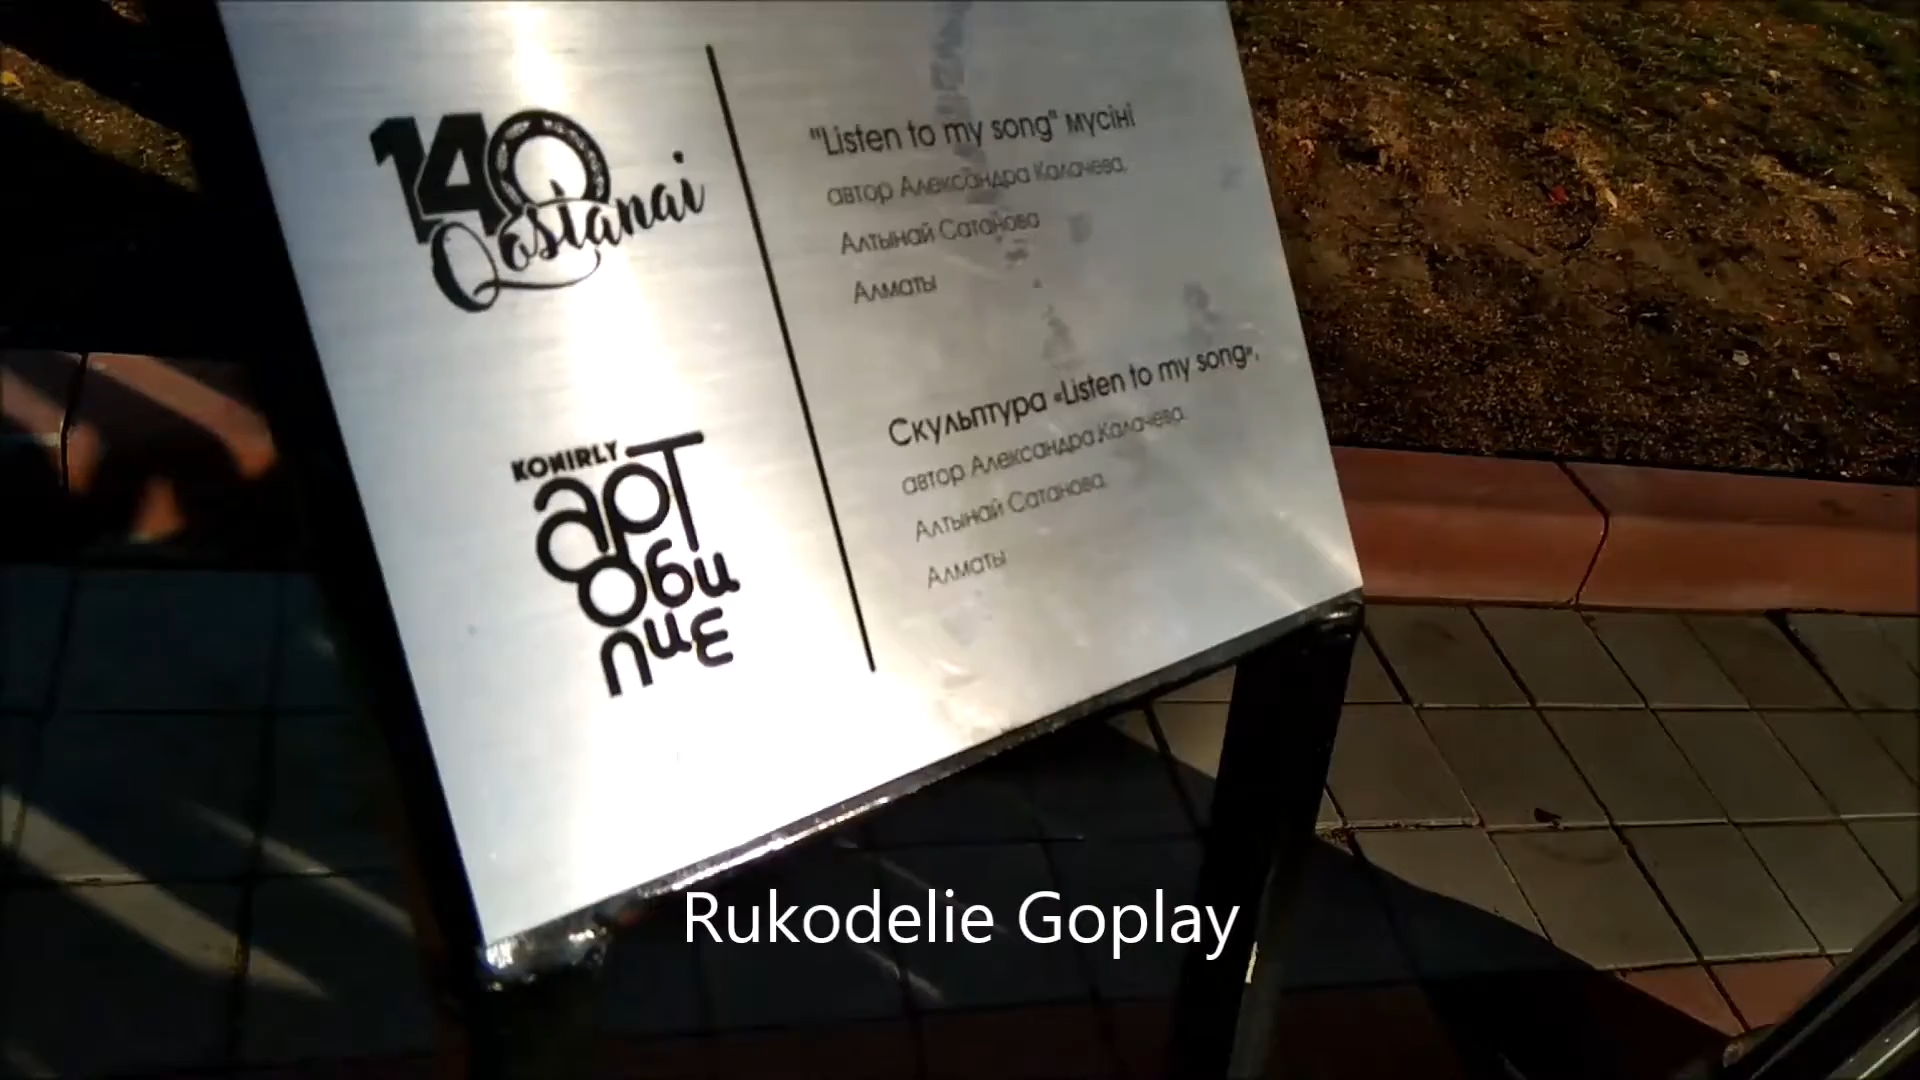 140
Qostanai
KONIRLY
арт
оби
лие
"Listen to my song" мүсіні
автор Александра Калачева,
Алтынай Сатанова
Алматы
Скульптура «Listen to my song»,
автор Александра Калачева,
Алтынай Сатанова,
Алматы
Rukodelie Goplay